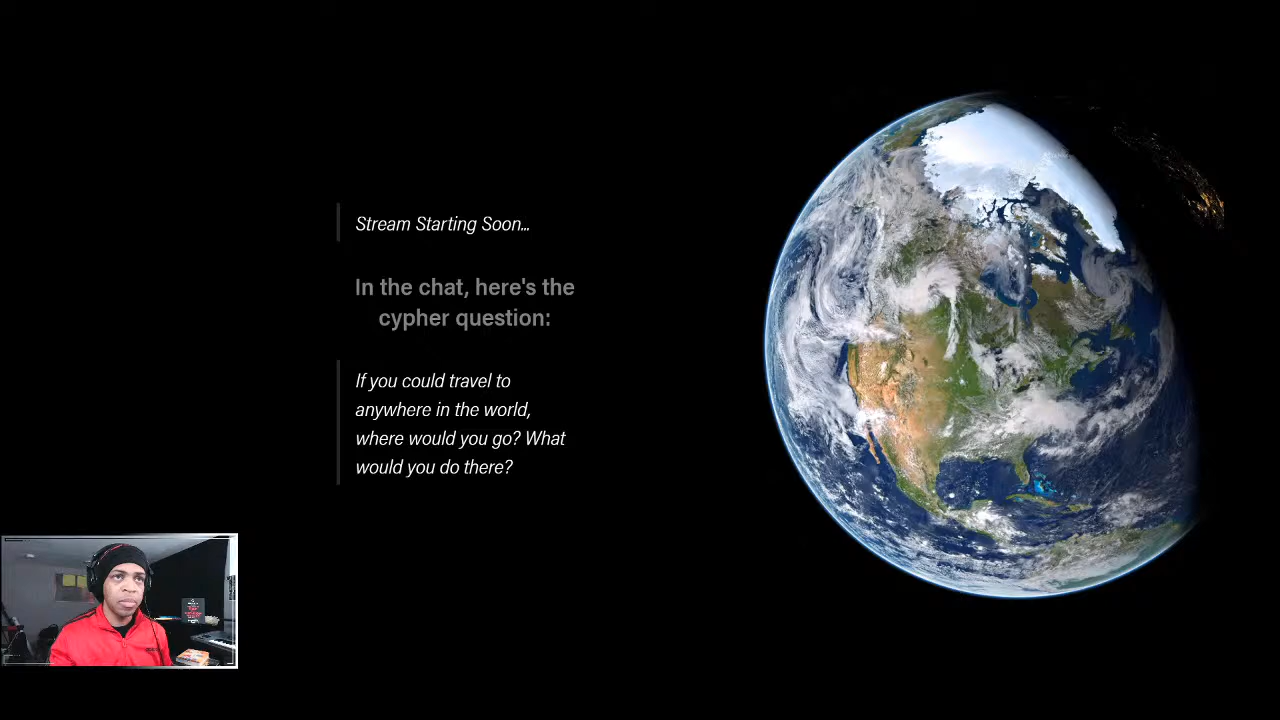 Stream Starting Soon...
In the chat, here's the
cypher question:
If you could travel to
anywhere in the world,
where would you go? What
would you do there?